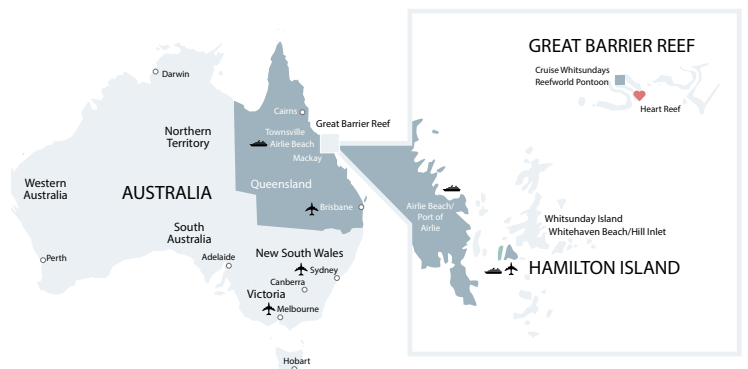 GREAT BARRIER REEF
Cruise Whitsundays
Reefworld Pontoon
Heart Reef
Darwin
Cairns
Great Barrier Reef
Northern
Territory
Townsville
Airlie Beach
Mackay
Western
Australia
AUSTRALIA
Queensland
Brisbane
South
Australia
Perth
Adelaide
New South Wales
Sydney
Canberra
Victoria
Melbourne
Hobart
Airlie Beach/
Port of
Airlie
Whitsunday Island
Whitehaven Beach/Hill Inlet
HAMILTON ISLAND